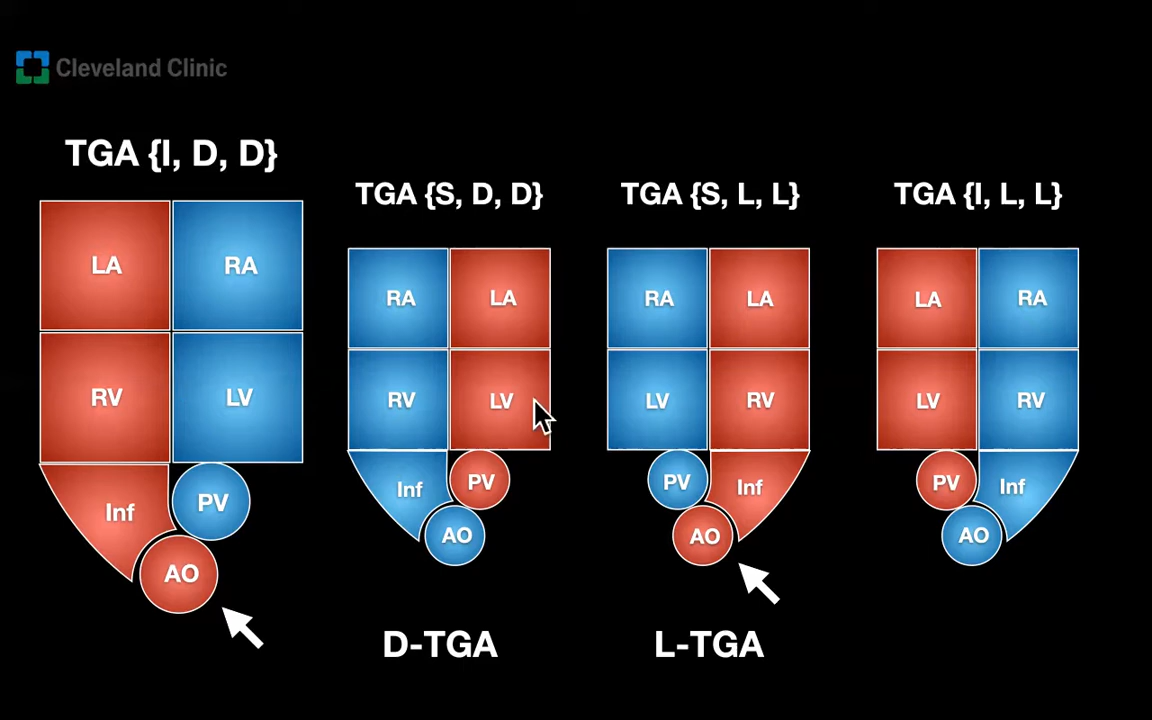 Cleveland Clinic
TGA {I, D, D}
LA RA
RV LV
Inf PV
AO
TGA {S, D, D}
RA LA
RV LV
Inf PV
AO
D-TGA
TGA {S, L, L}
RA LA
LV RV
PV Inf
AO
L-TGA
TGA {I, L, L}
LA RA
LV RV
PV Inf
AO